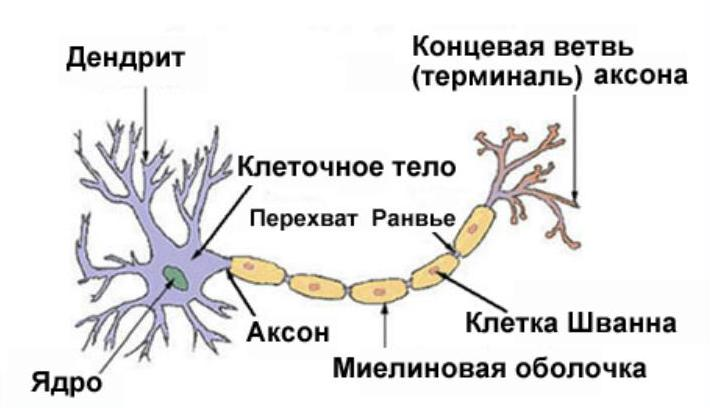 Дендрит
Концевая ветвь
(терминаль) аксона
Клеточное тело
Перехват Ранвье
Аксон
Клетка Шванна
Миелиновая оболочка
Ядро